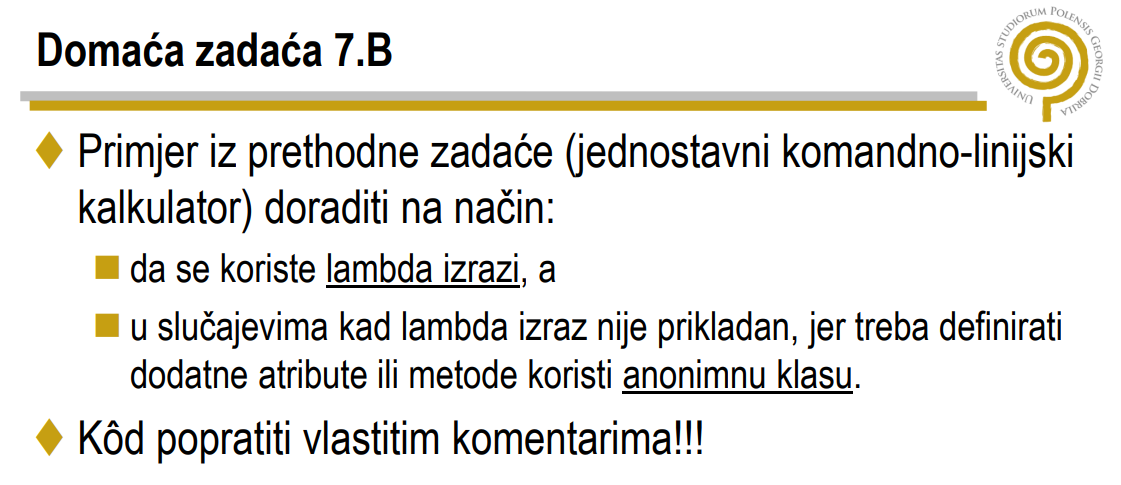 Domaća zadaća 7.B
UNIVERSITAS STUDIORUM POLENSIS GEORGII DOBRILA
Primjer iz prethodne zadaće (jednostavni komandno-linijski
kalkulator) doraditi na način:
da se koriste lambda izrazi, a
u slučajevima kad lambda izraz nije prikladan, jer treba definirati
dodatne atribute ili metode koristi anonimnu klasu.
Kôd popratiti vlastitim komentarima!!!